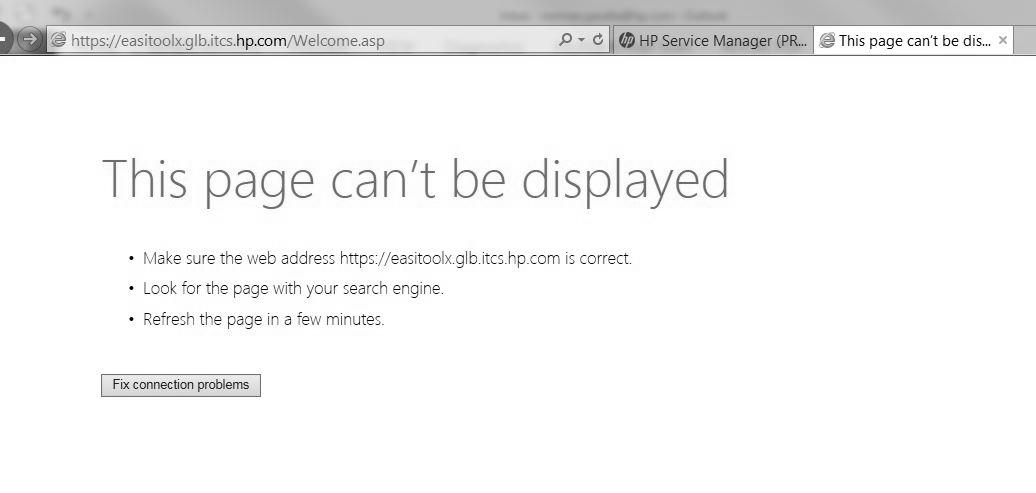 https://easitoolx.glb.itcs.hp.com/Welcome.asp
hp HP Service Manager (PR...
This page can't be dis...
This page can't be displayed
• Make sure the web address https://easitoolx.glb.itcs.hp.com is correct.
• Look for the page with your search engine.
• Refresh the page in a few minutes.
Fix connection problems